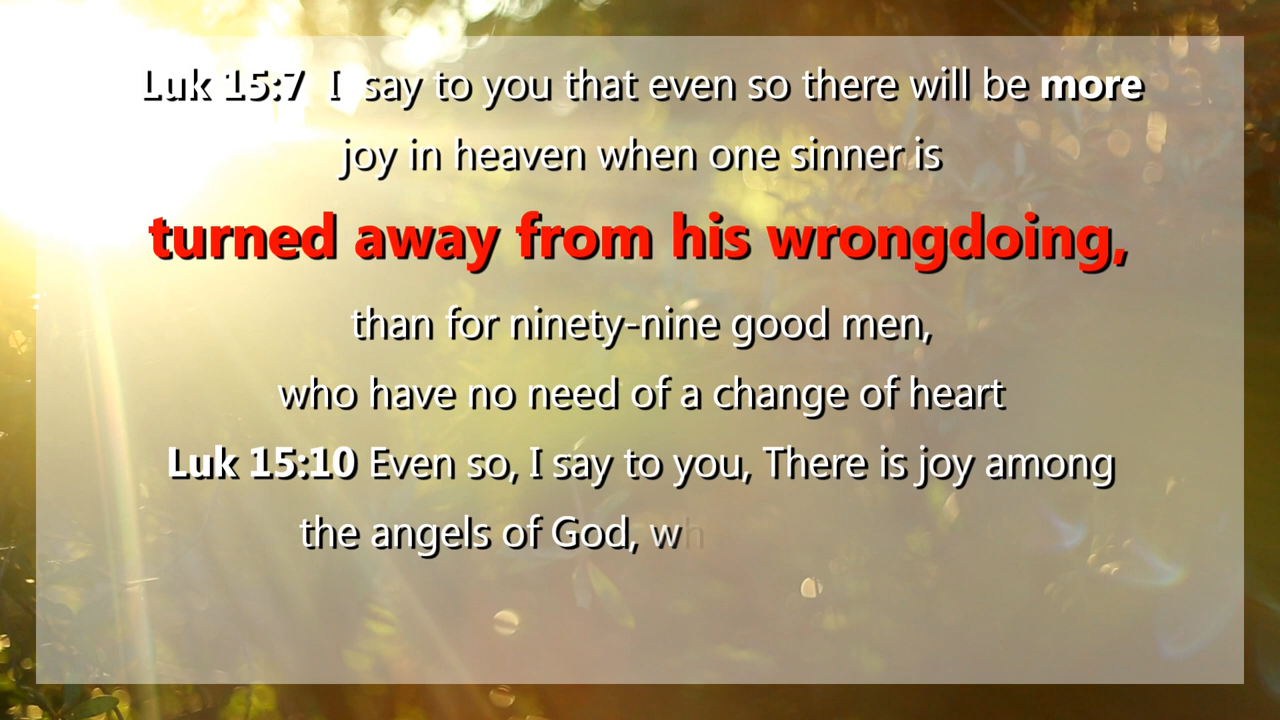 Luk 15:7 I say to you that even so there will be more
joy in heaven when one sinner is
turned away from his wrongdoing,
than for ninety-nine good men,
who have no need of a change of heart
Luk 15:10 Even so, I say to you, There is joy among
the angels of God, wh